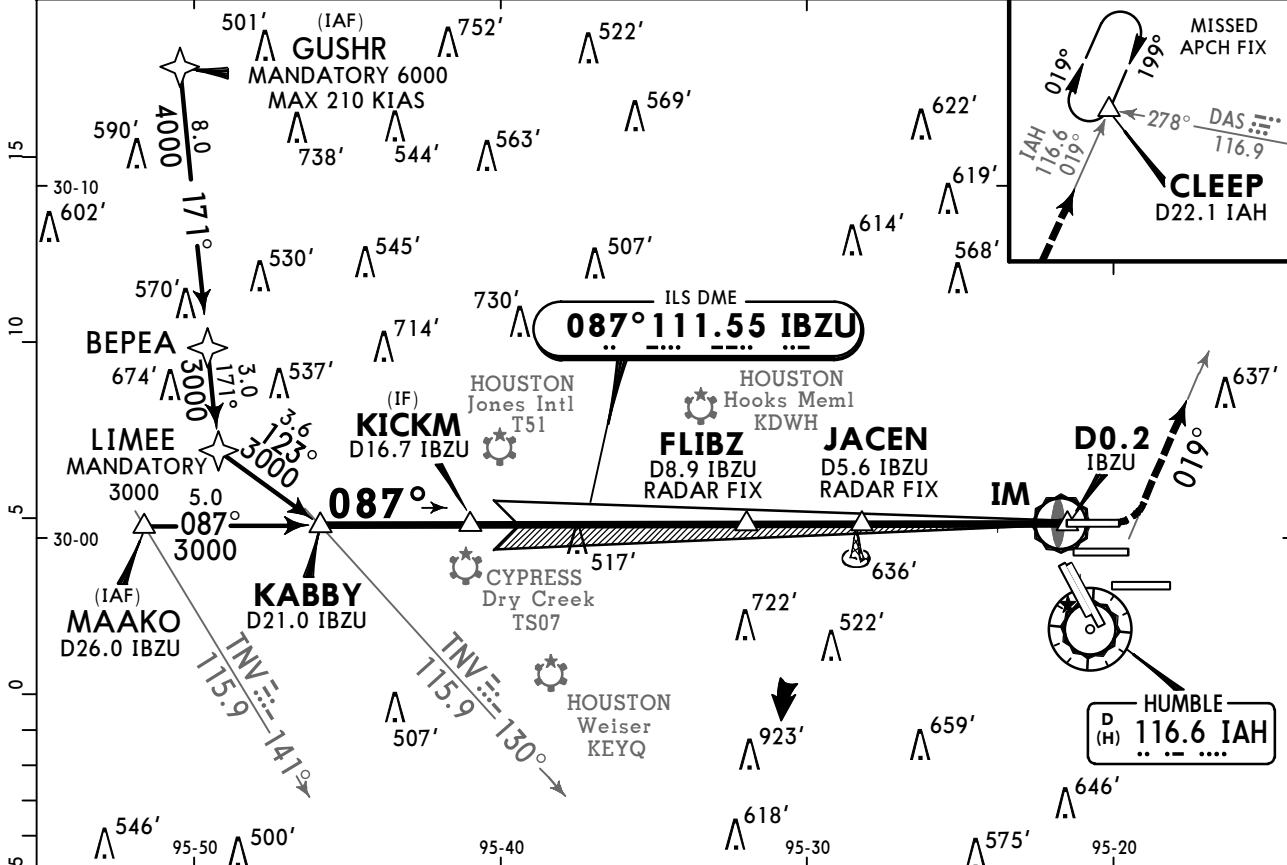 501′
(IAF)
GUSHR
MANDATORY 6000
MAX 210 KIAS
752′
522′
569′
622′
MISSED
APCH FIX
019°
199°
IAH
116.6
019°
278°
DAS
116.9
CLEEP
D22.1 IAH
590′
8.0
4000
738′
544′
563′
15
30-10
602′
171°
619′
614′
568′
530′
545′
507′
570′
730′
714′
10
ILS DME
087° 111.55 IBZU
BEPEA
674′
3.0
171°
3000
537′
HOUSTON
Jones Intl
T51
HOUSTON
Hooks Meml
KDWH
637′
LIMEE
MANDATORY
3000
3.6
123°
3000
(IF)
KICKM
D16.7 IBZU
FLIBZ
D8.9 IBZU
RADAR FIX
JACEN
D5.6 IBZU
RADAR FIX
D0.2
IBZU
IM
019°
5.0
087°
3000
087°
5
30-00
517′
636′
(IAF)
MAAKO
D26.0 IBZU
KABBY
D21.0 IBZU
CYPRESS
Dry Creek
TS07
722′
522′
TNV
115.9
141°
TNV
115.9
130°
HOUSTON
Weiser
KEYQ
0
507′
923′
659′
HUMBLE
D
(H)
116.6 IAH
646′
546′
500′
618′
575′
5
95-50
95-40
95-30
95-20